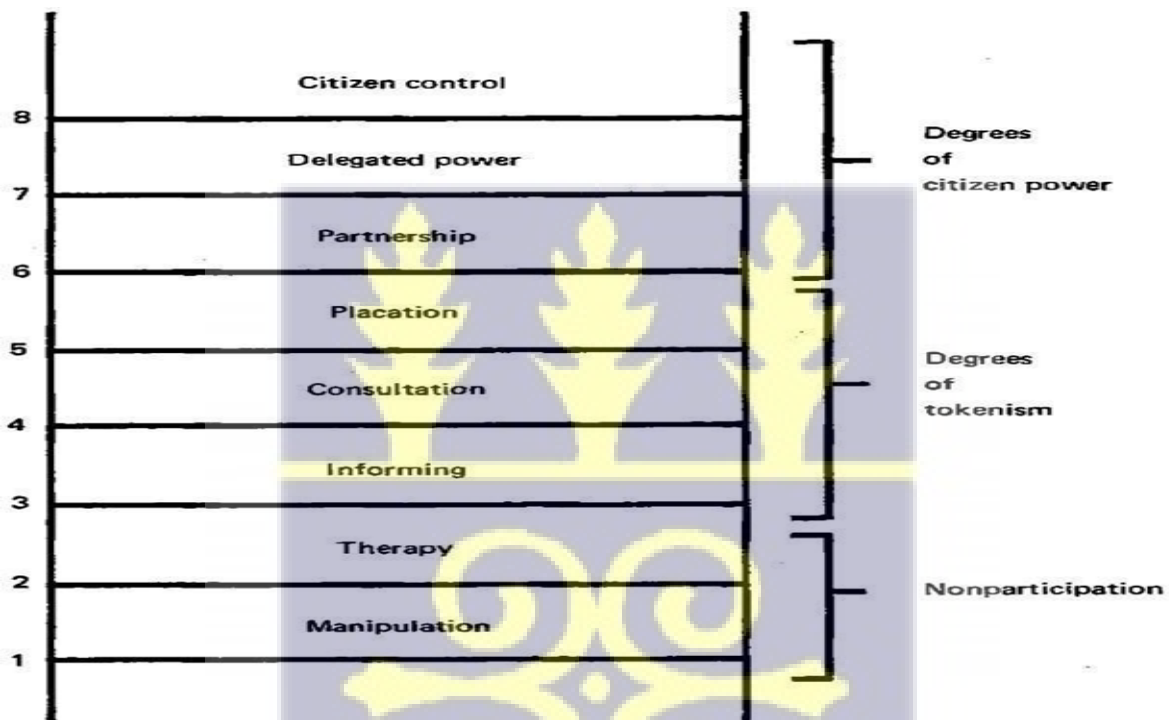 Citizen control
8
Delegated power
7
Partnership
6
Placation
5
Consultation
4
Informing
3
Therapy
2
Manipulation
1
Degrees
of
citizen power
Degrees
of
tokenism
Nonparticipation